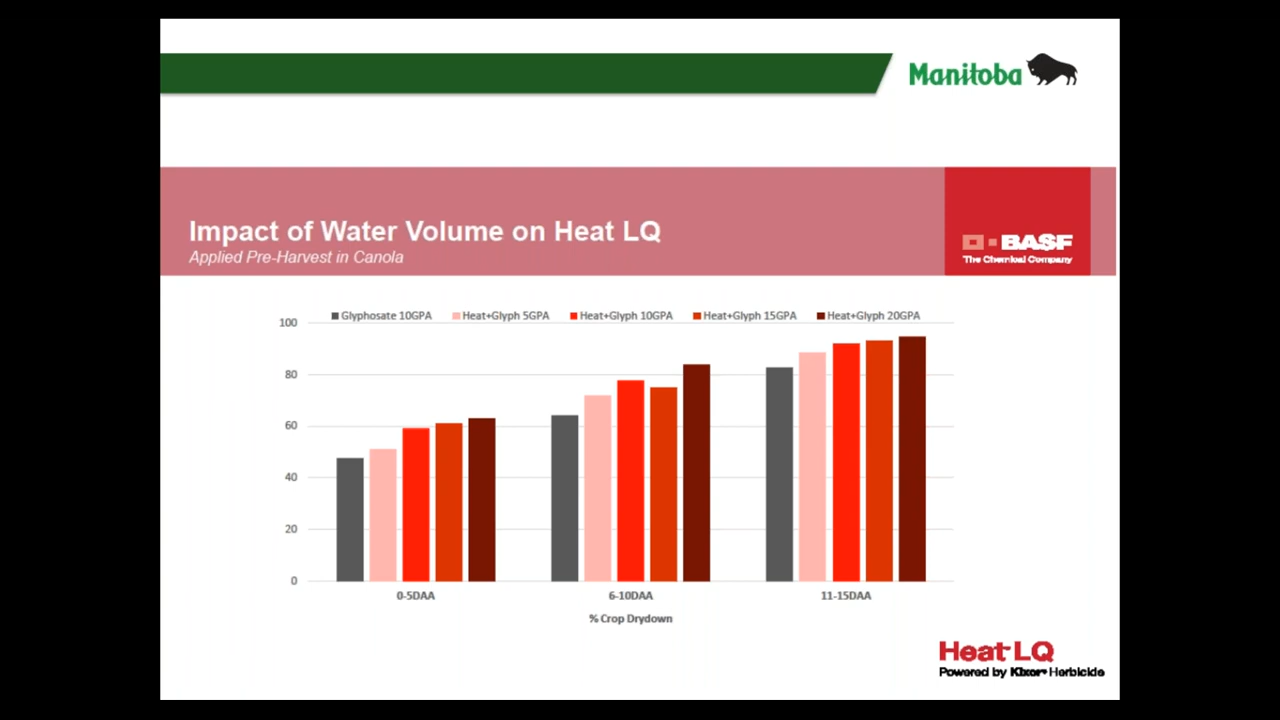 Manitoba
Impact of Water Volume on Heat LQ
Applied Pre-Harvest in Canola
BASF
The Chemical Company
Glyphosate 10GPA Heat+Glyph 5GPA Heat+Glyph 10GPA Heat+Glyph 15GPA Heat+Glyph 20GPA
100
80
60
40
20
0
0-5DAA 6-10DAA 11-15DAA
% Crop Drydown
Heat LQ
Powered by Kixor Herbicide